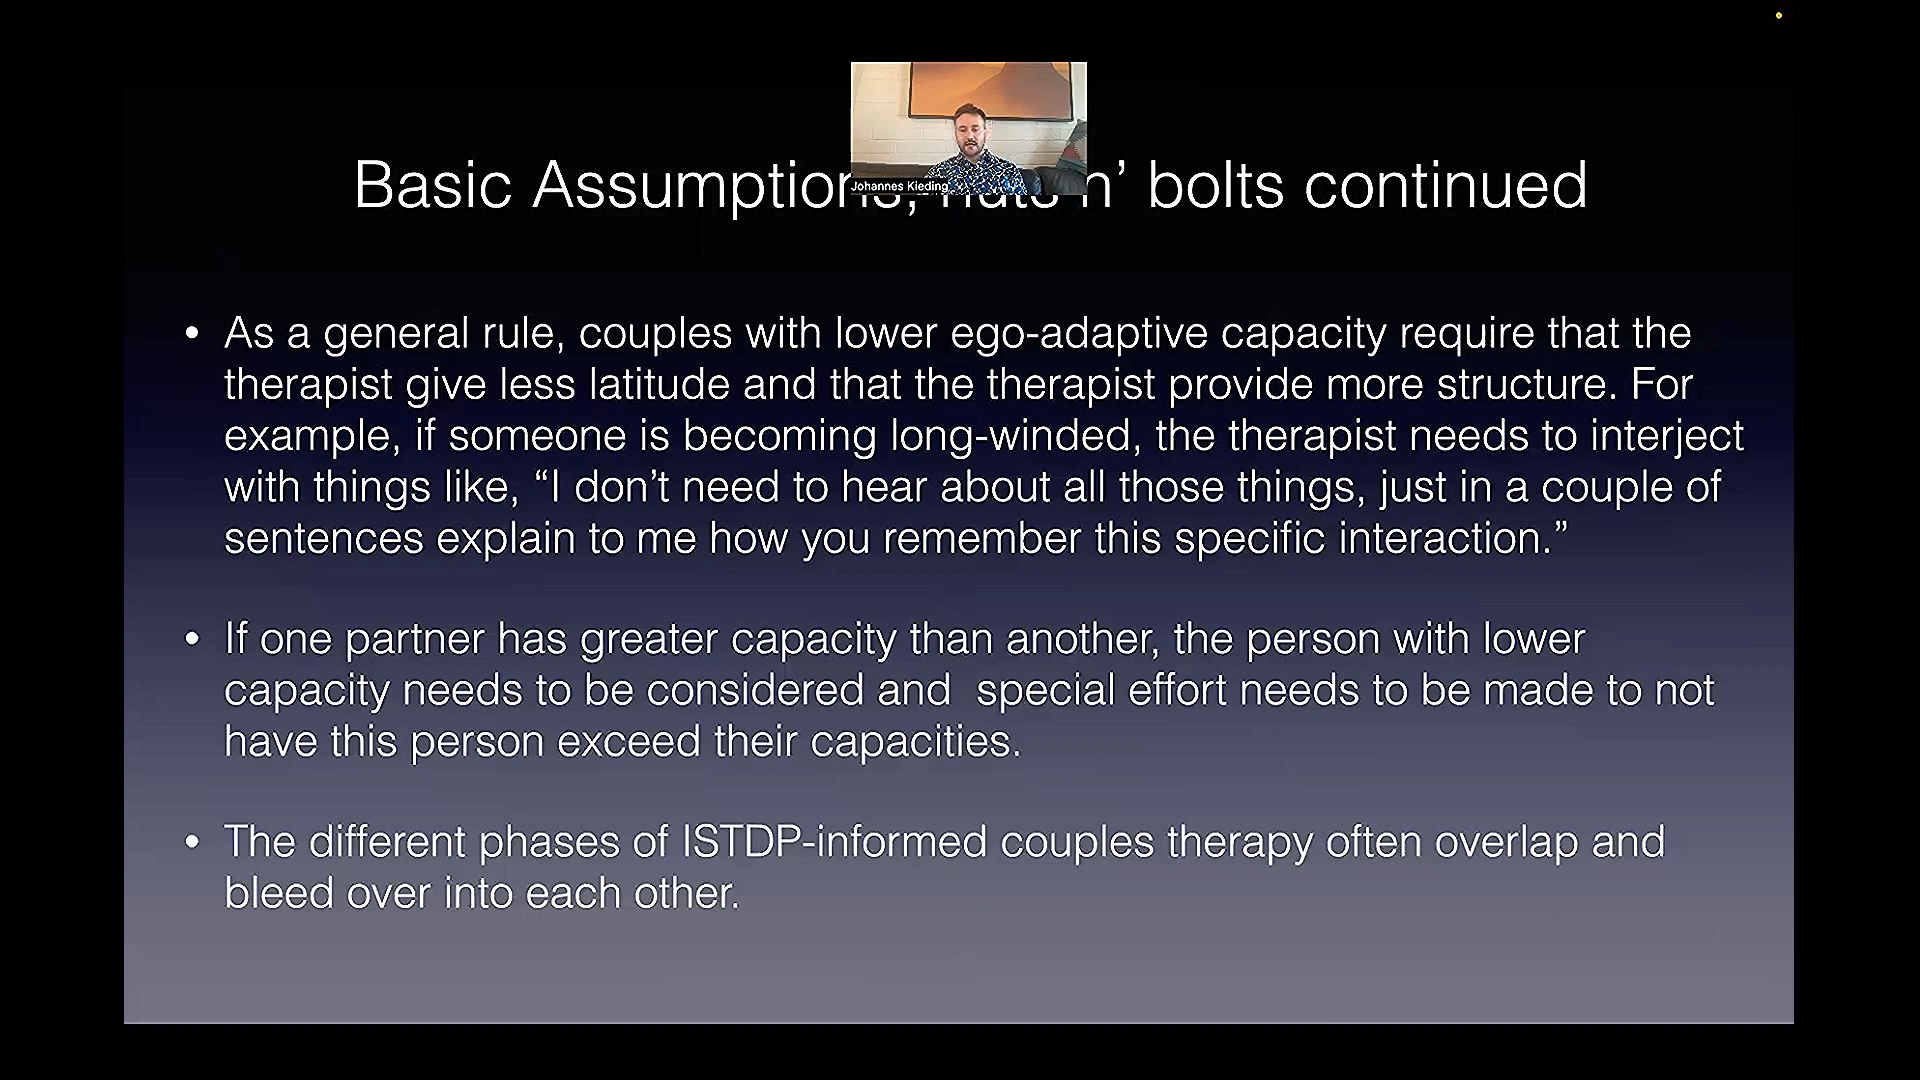 Johannes Kieding
Basic Assumptions, nuts n’ bolts continued
• As a general rule, couples with lower ego-adaptive capacity require that the
therapist give less latitude and that the therapist provide more structure. For
example, if someone is becoming long-winded, the therapist needs to interject
with things like, “I don’t need to hear about all those things, just in a couple of
sentences explain to me how you remember this specific interaction.”
• If one partner has greater capacity than another, the person with lower
capacity needs to be considered and  special effort needs to be made to not
have this person exceed their capacities.
• The different phases of ISTDP-informed couples therapy often overlap and
bleed over into each other.